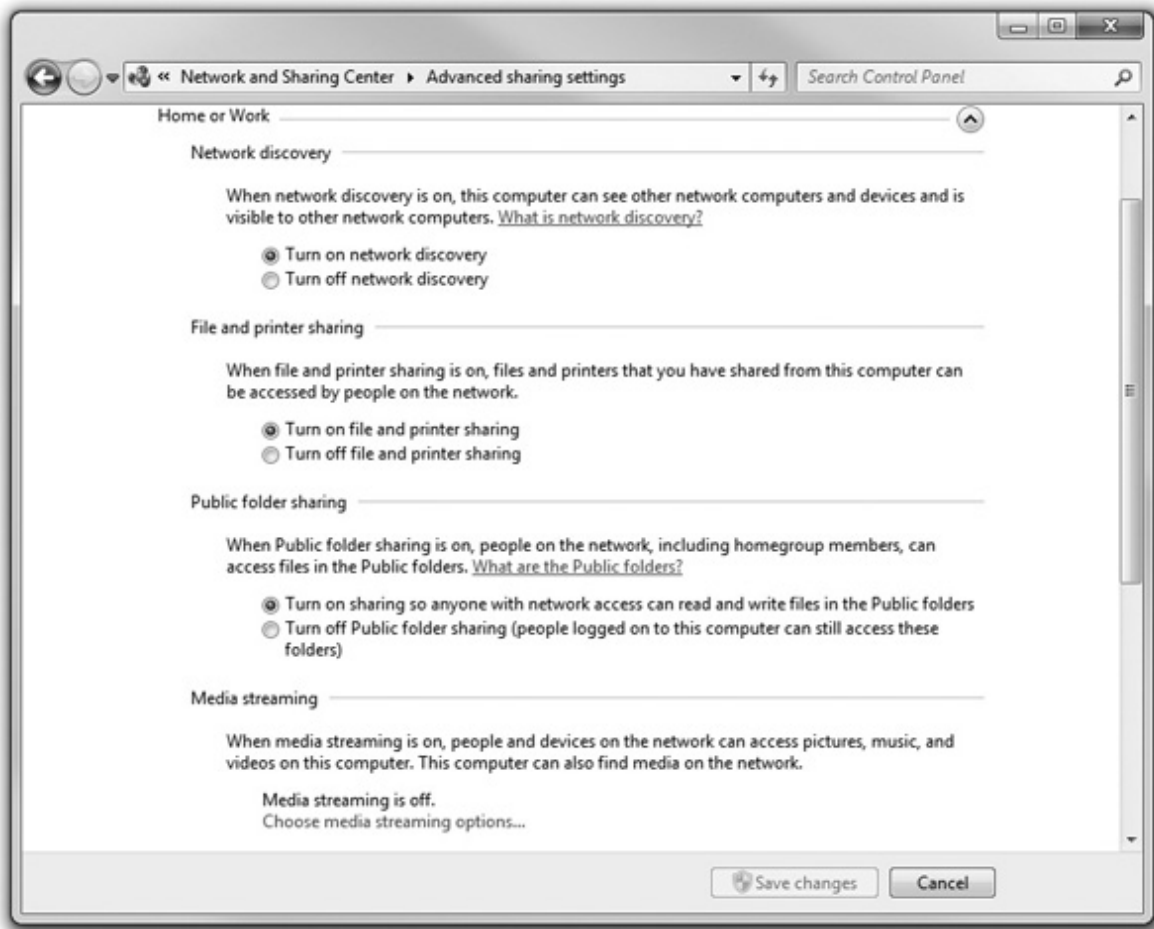 « Network and Sharing Center ▸ Advanced sharing settings
Search Control Panel
Home or Work
Network discovery
When network discovery is on, this computer can see other network computers and devices and is
visible to other network computers. What is network discovery?
Turn on network discovery
Turn off network discovery
File and printer sharing
When file and printer sharing is on, files and printers that you have shared from this computer can
be accessed by people on the network.
Turn on file and printer sharing
Turn off file and printer sharing
Public folder sharing
When Public folder sharing is on, people on the network, including homegroup members, can
access files in the Public folders. What are the Public folders?
Turn on sharing so anyone with network access can read and write files in the Public folders
Turn off Public folder sharing (people logged on to this computer can still access these
folders)
Media streaming
When media streaming is on, people and devices on the network can access pictures, music, and
videos on this computer. This computer can also find media on the network.
Media streaming is off.
Choose media streaming options...
Save changes
Cancel